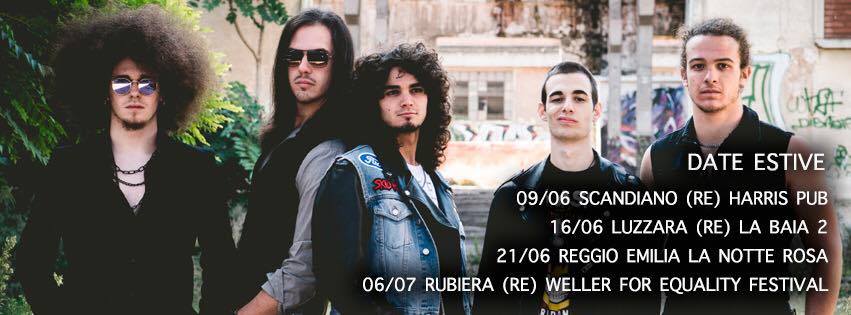 DATE ESTIVE
09/06 SCANDIANO (RE) HARRIS PUB
16/06 LUZZARA (RE) LA BAIA 2
21/06 REGGIO EMILIA LA NOTTE ROSA
06/07 RUBIERA (RE) WELLER FOR EQUALITY FESTIVAL
Ford